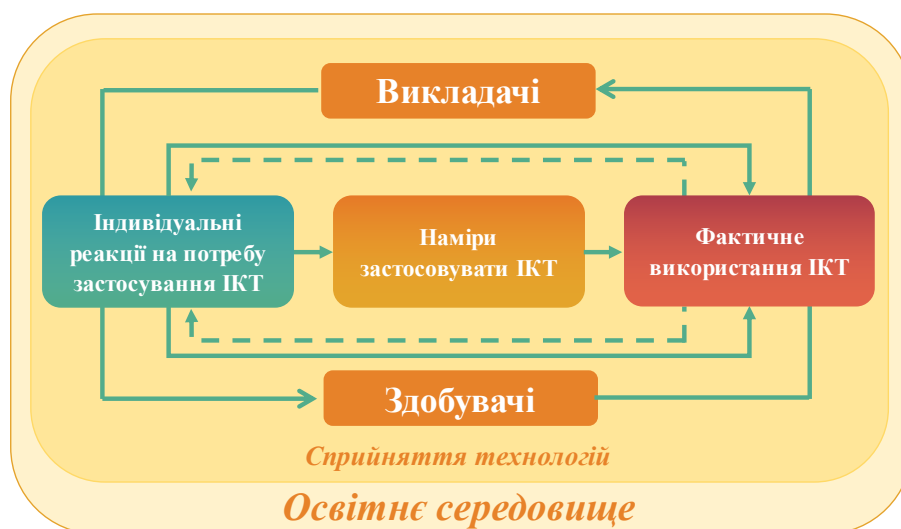 Викладачі
Індивідуальні
реакції на потребу
застосування ІКТ
Наміри
застосовувати ІКТ
Фактичне
використання ІКТ
Здобувачі
Сприйняття технологій
Освітнє середовище